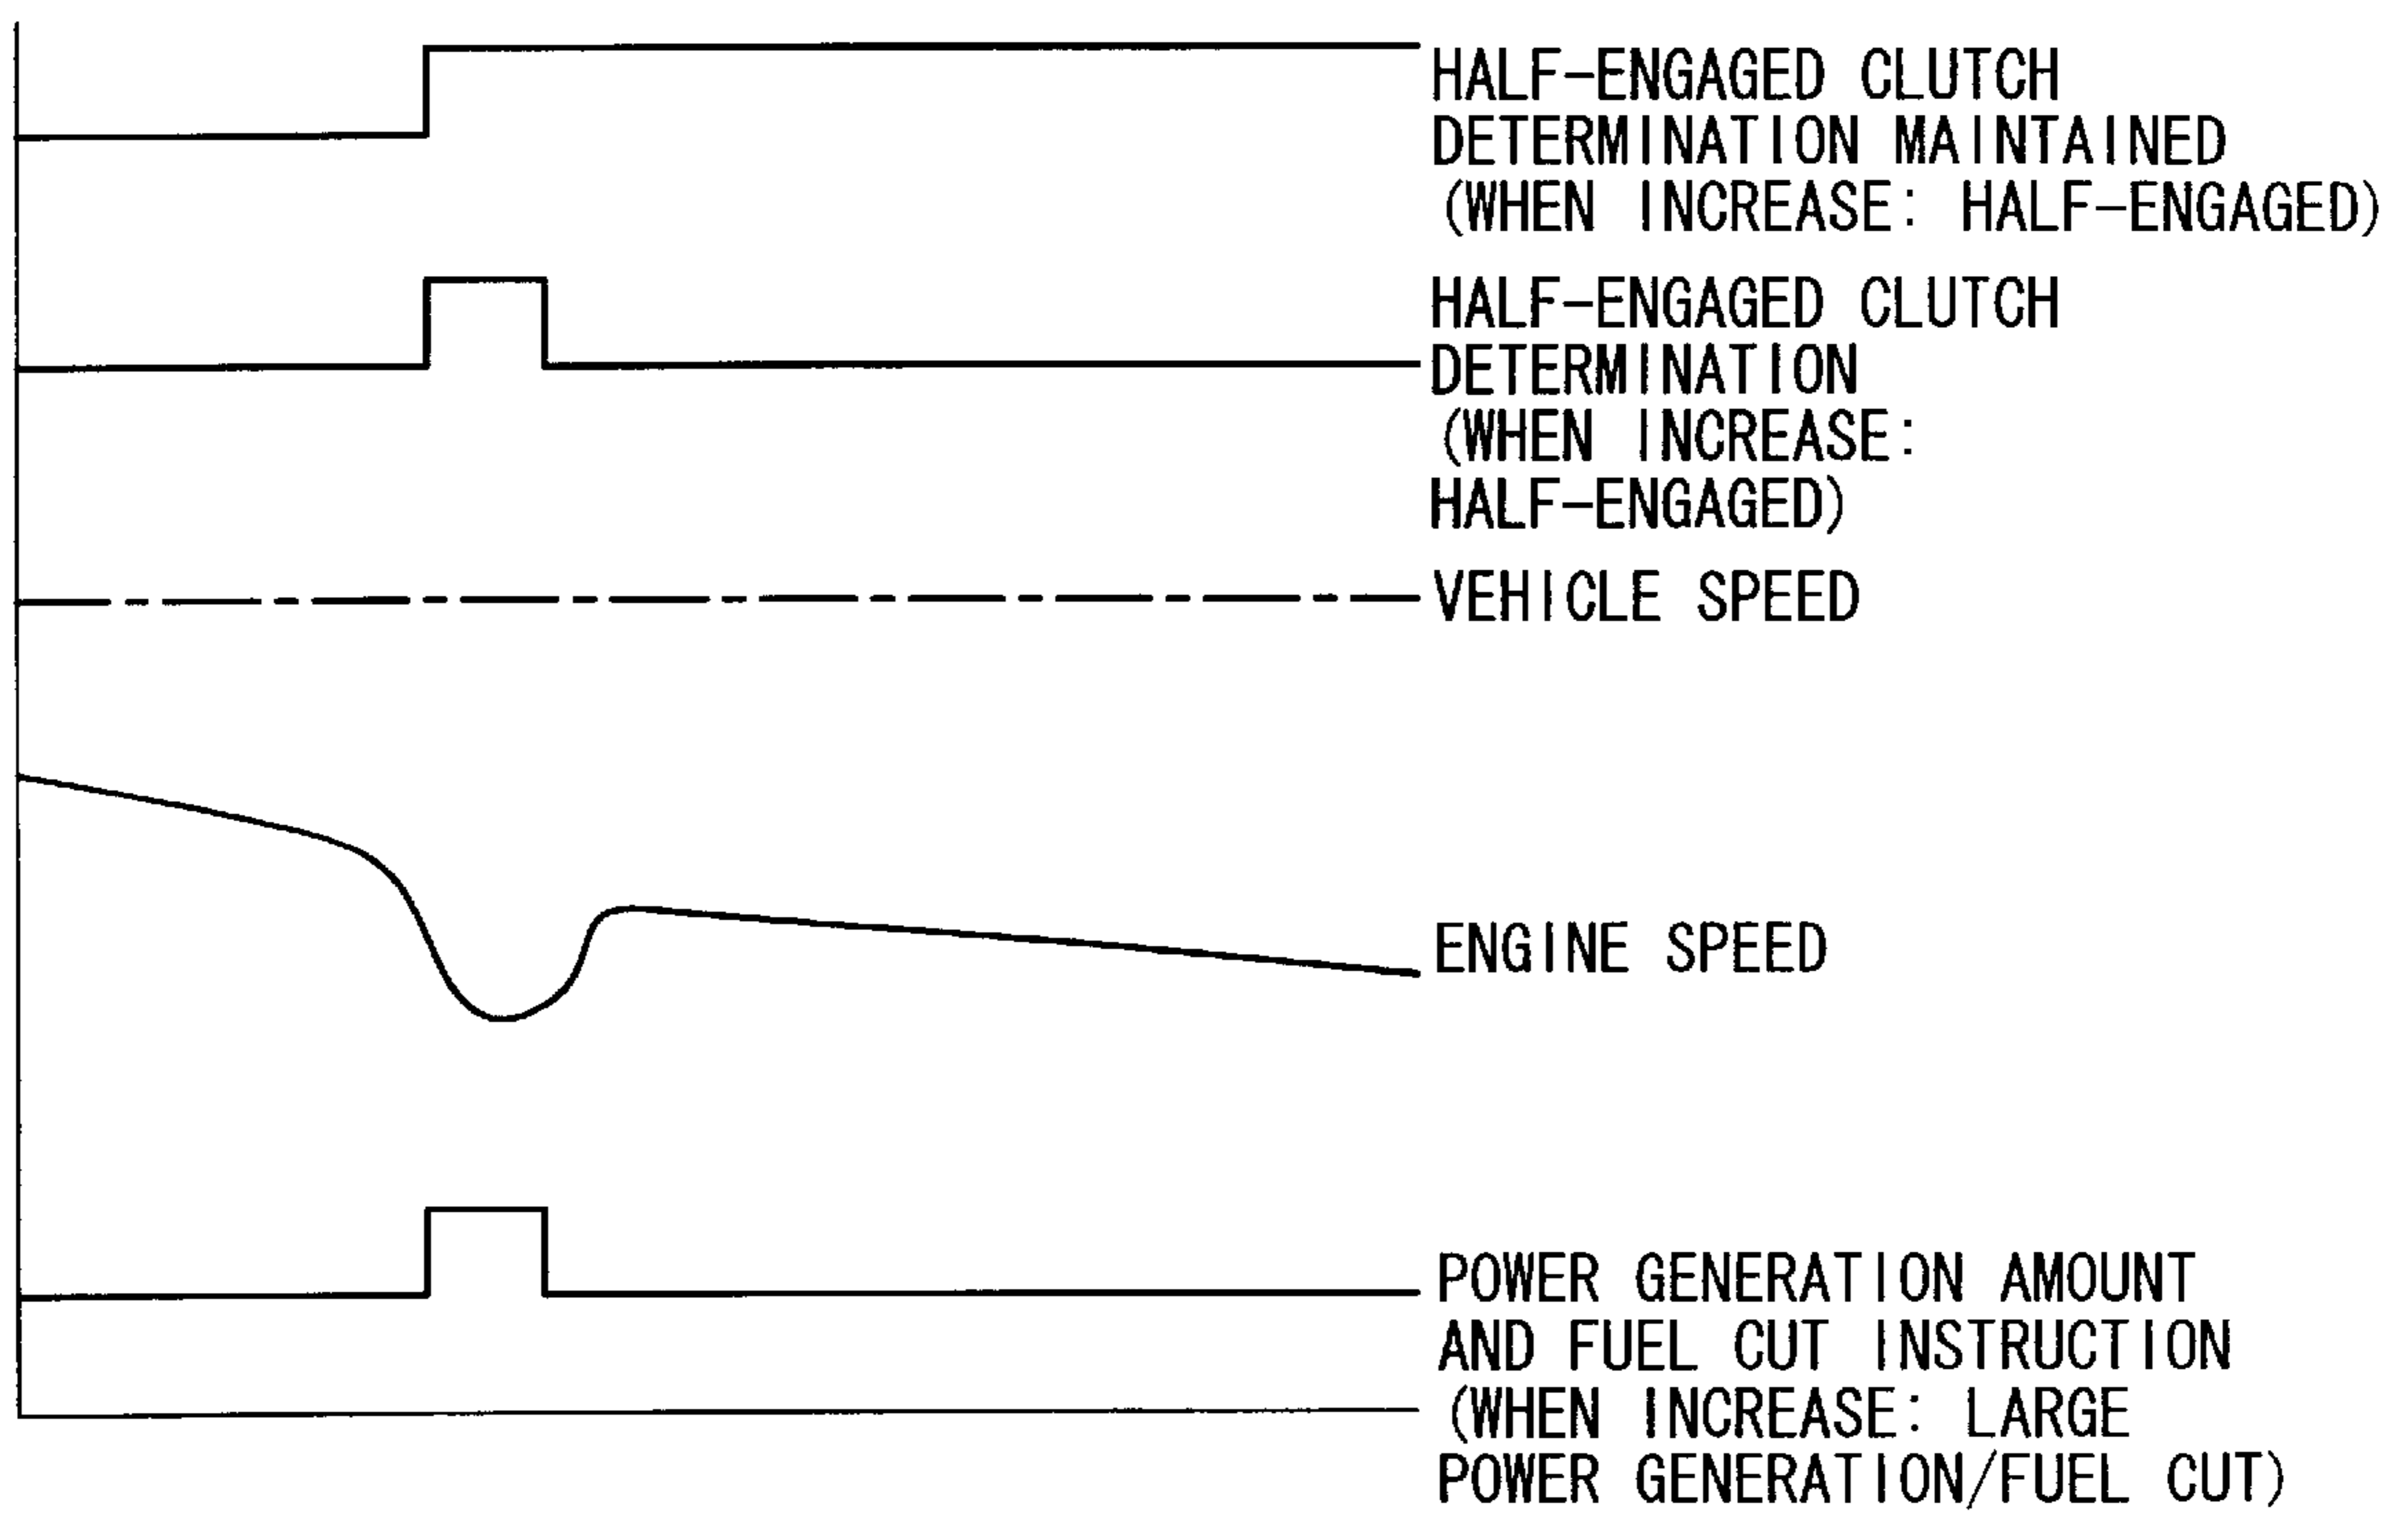 HALF-ENGAGED CLUTCH
DETERMINATION MAINTAINED
(WHEN INCREASE: HALF-ENGAGED)
HALF-ENGAGED CLUTCH
DETERMINATION
(WHEN INCREASE:
HALF-ENGAGED)
VEHICLE SPEED
ENGINE SPEED
POWER GENERATION AMOUNT
AND FUEL CUT INSTRUCTION
(WHEN INCREASE: LARGE
POWER GENERATION/FUEL CUT)